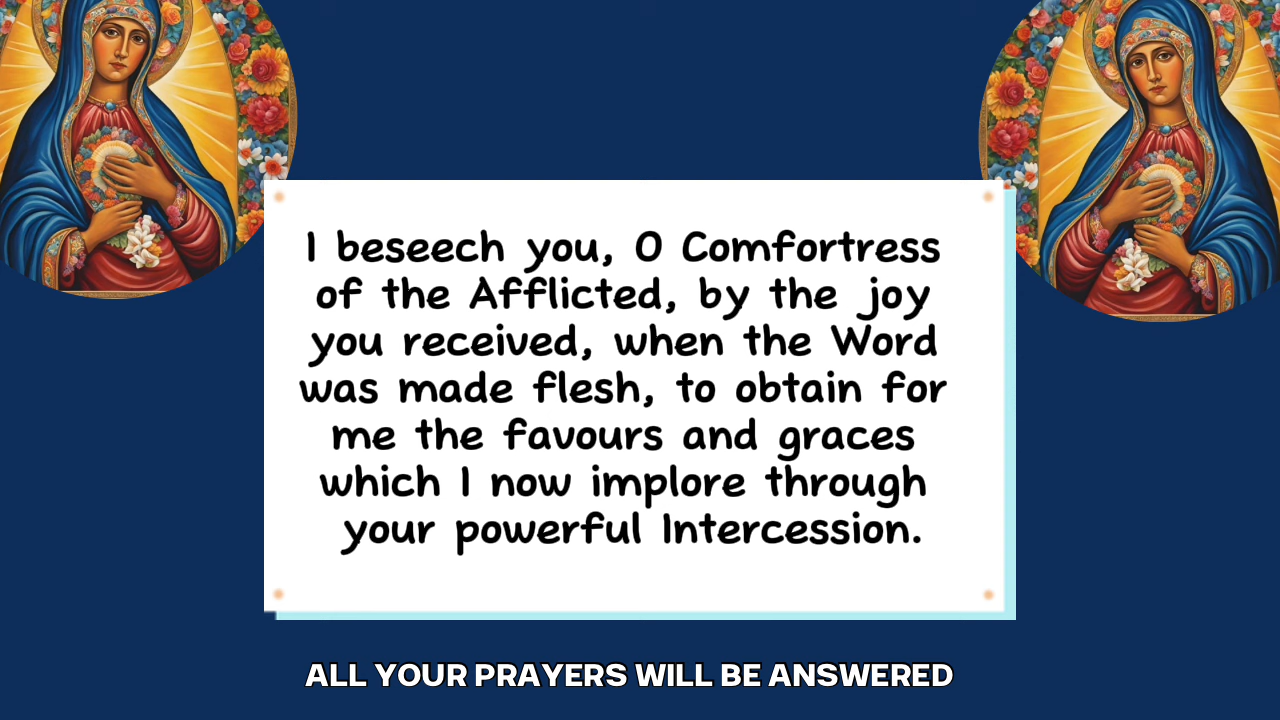 I beseech you, O Comfortress
of the Afflicted, by the joy
you received, when the Word
was made flesh, to obtain for
me the favours and graces
which I now implore through
your powerful Intercession.
ALL YOUR PRAYERS WILL BE ANSWERED